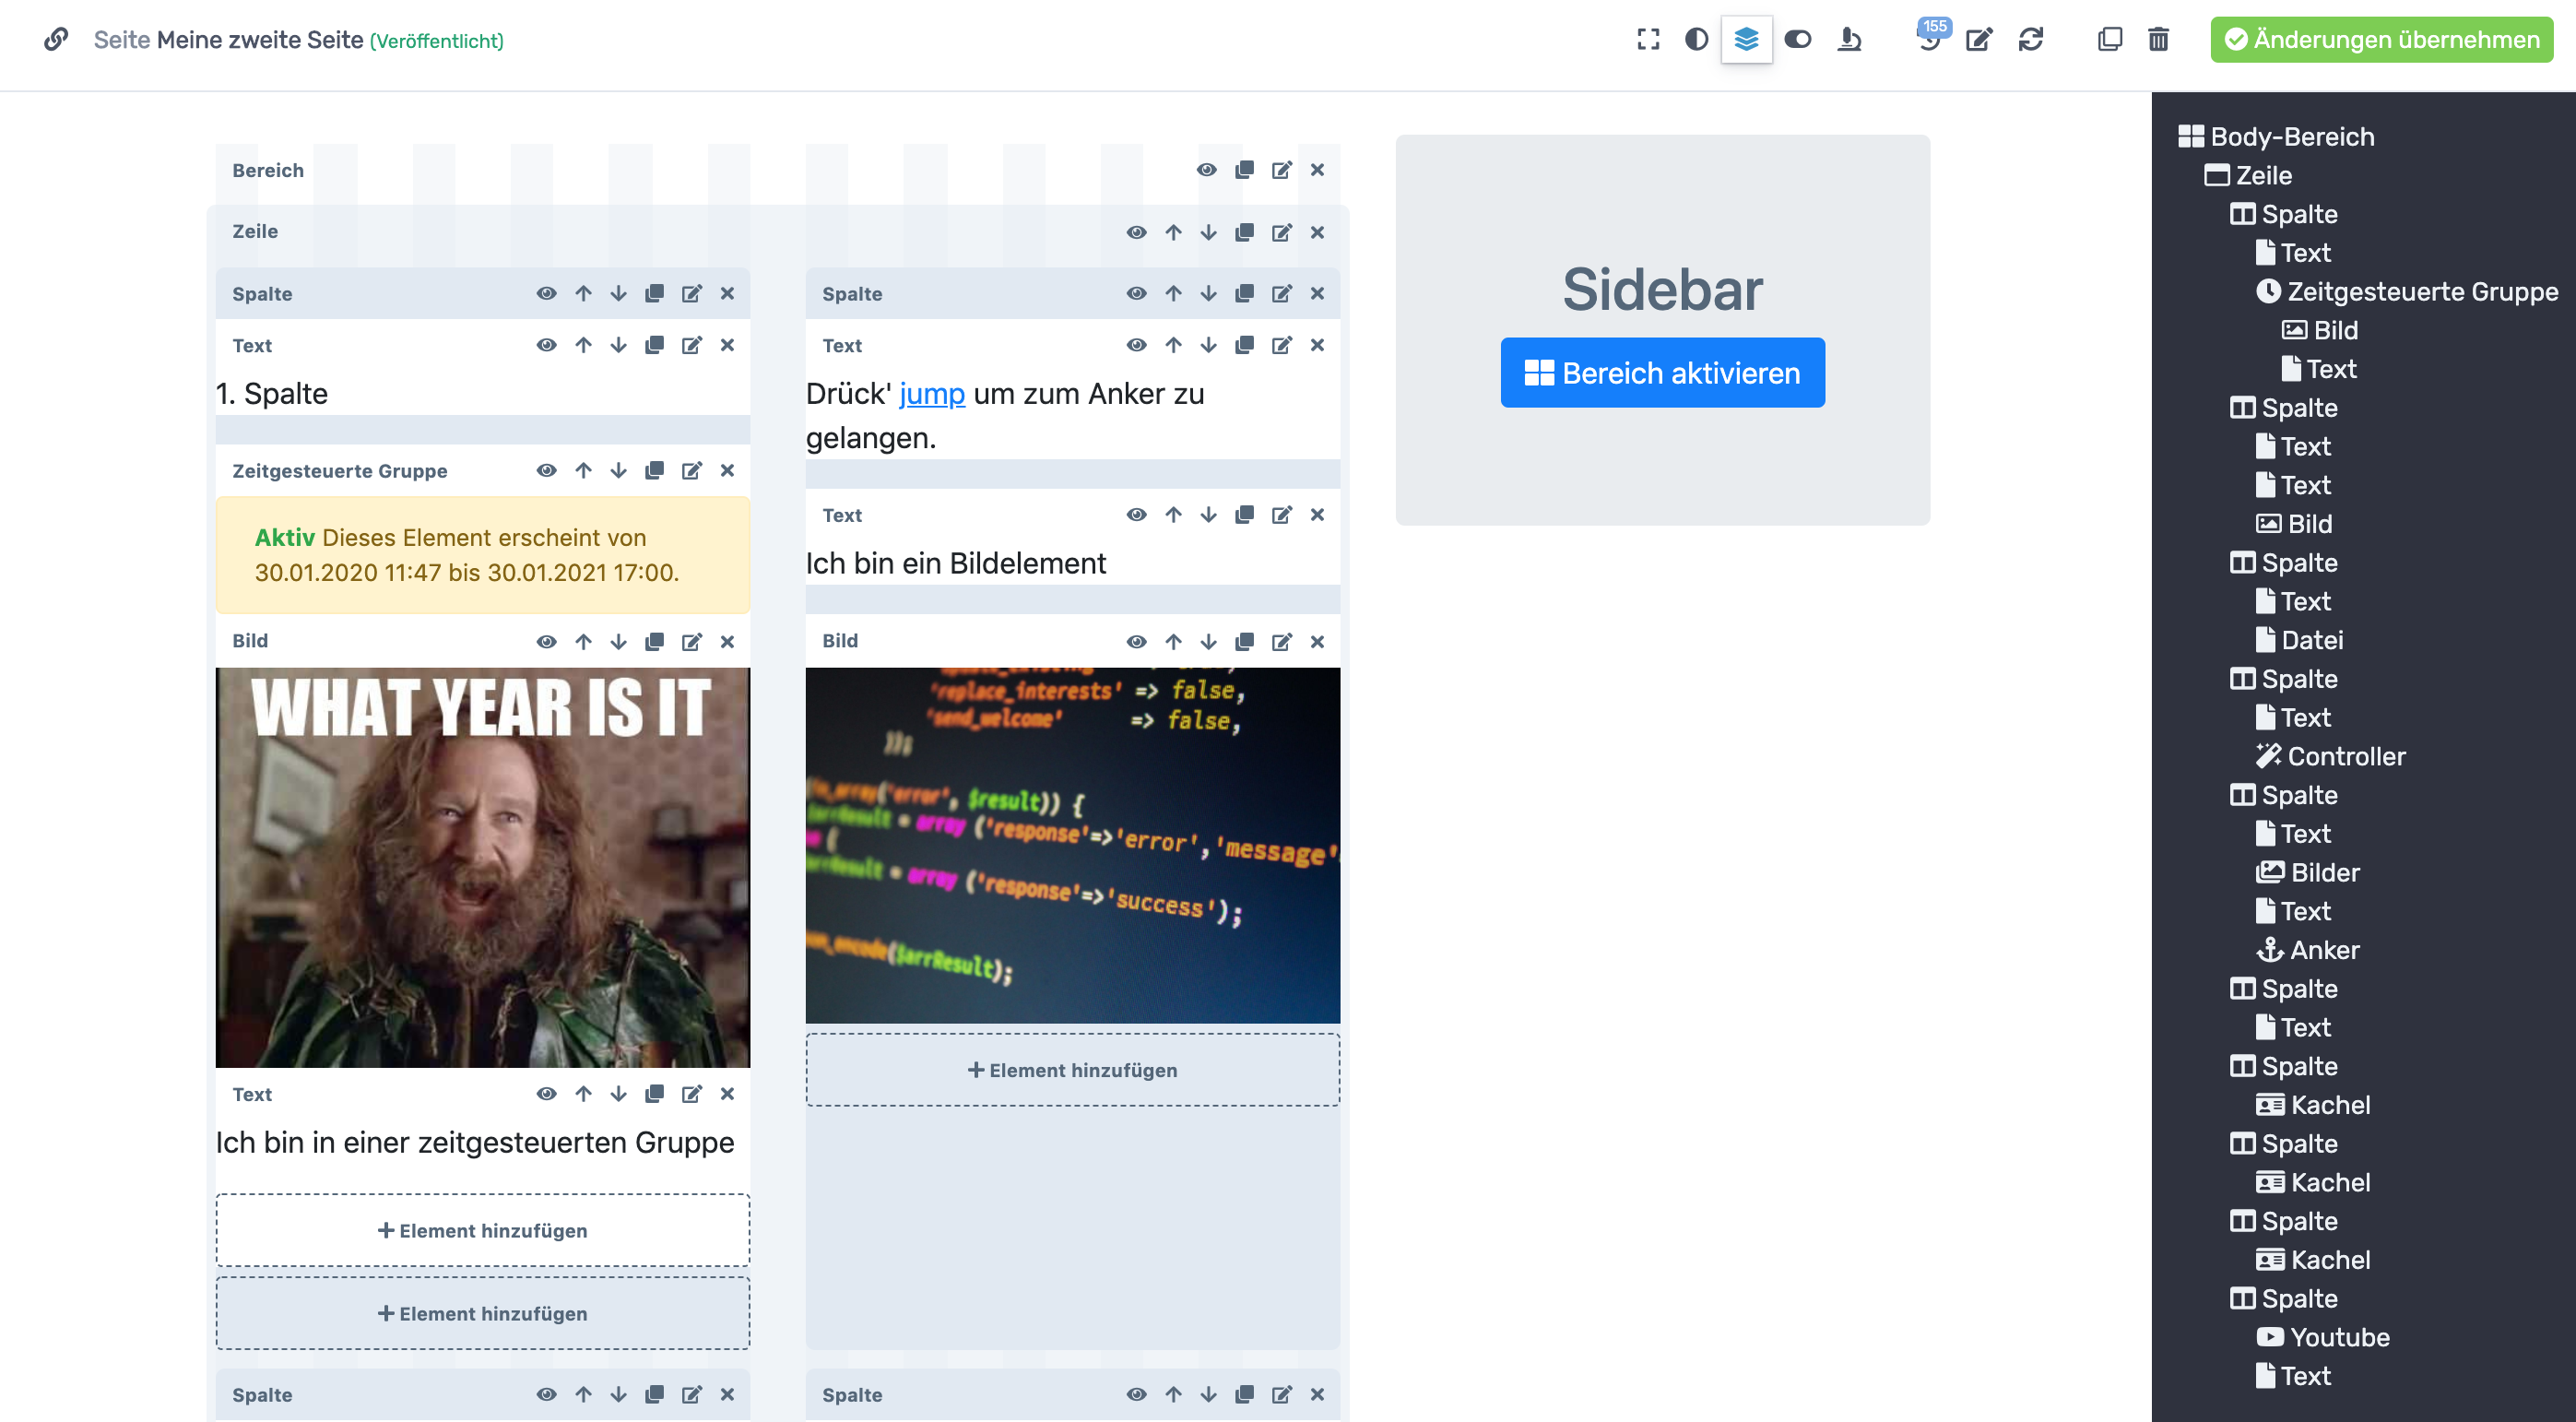 Seite Meine zweite Seite (Veröffentlicht)
155
Änderungen übernehmen
Bereich
Zeile
Spalte
Text
1. Spalte
Zeitgesteuerte Gruppe
Aktiv Dieses Element erscheint von
30.01.2020 11:47 bis 30.01.2021 17:00.
Bild
WHAT YEAR IS IT
Text
Ich bin in einer zeitgesteuerten Gruppe
Element hinzufügen
Element hinzufügen
Spalte
Spalte
Text
Drück' jump um zum Anker zu
gelangen.
Text
Ich bin ein Bildelement
Bild
'replace_interests' => false,
'send_welcome' => false,
));
'error', $result)) {
= array ('response'=>'error','message'
{
= array ('response'=>'success');
($arrResult);
Element hinzufügen
Spalte
Sidebar
Bereich aktivieren
Body-Bereich
Zeile
Spalte
Text
Zeitgesteuerte Gruppe
Bild
Text
Spalte
Text
Text
Bild
Spalte
Text
Datei
Spalte
Text
Controller
Spalte
Text
Bilder
Text
Anker
Spalte
Text
Spalte
Kachel
Spalte
Kachel
Spalte
Kachel
Spalte
Youtube
Text